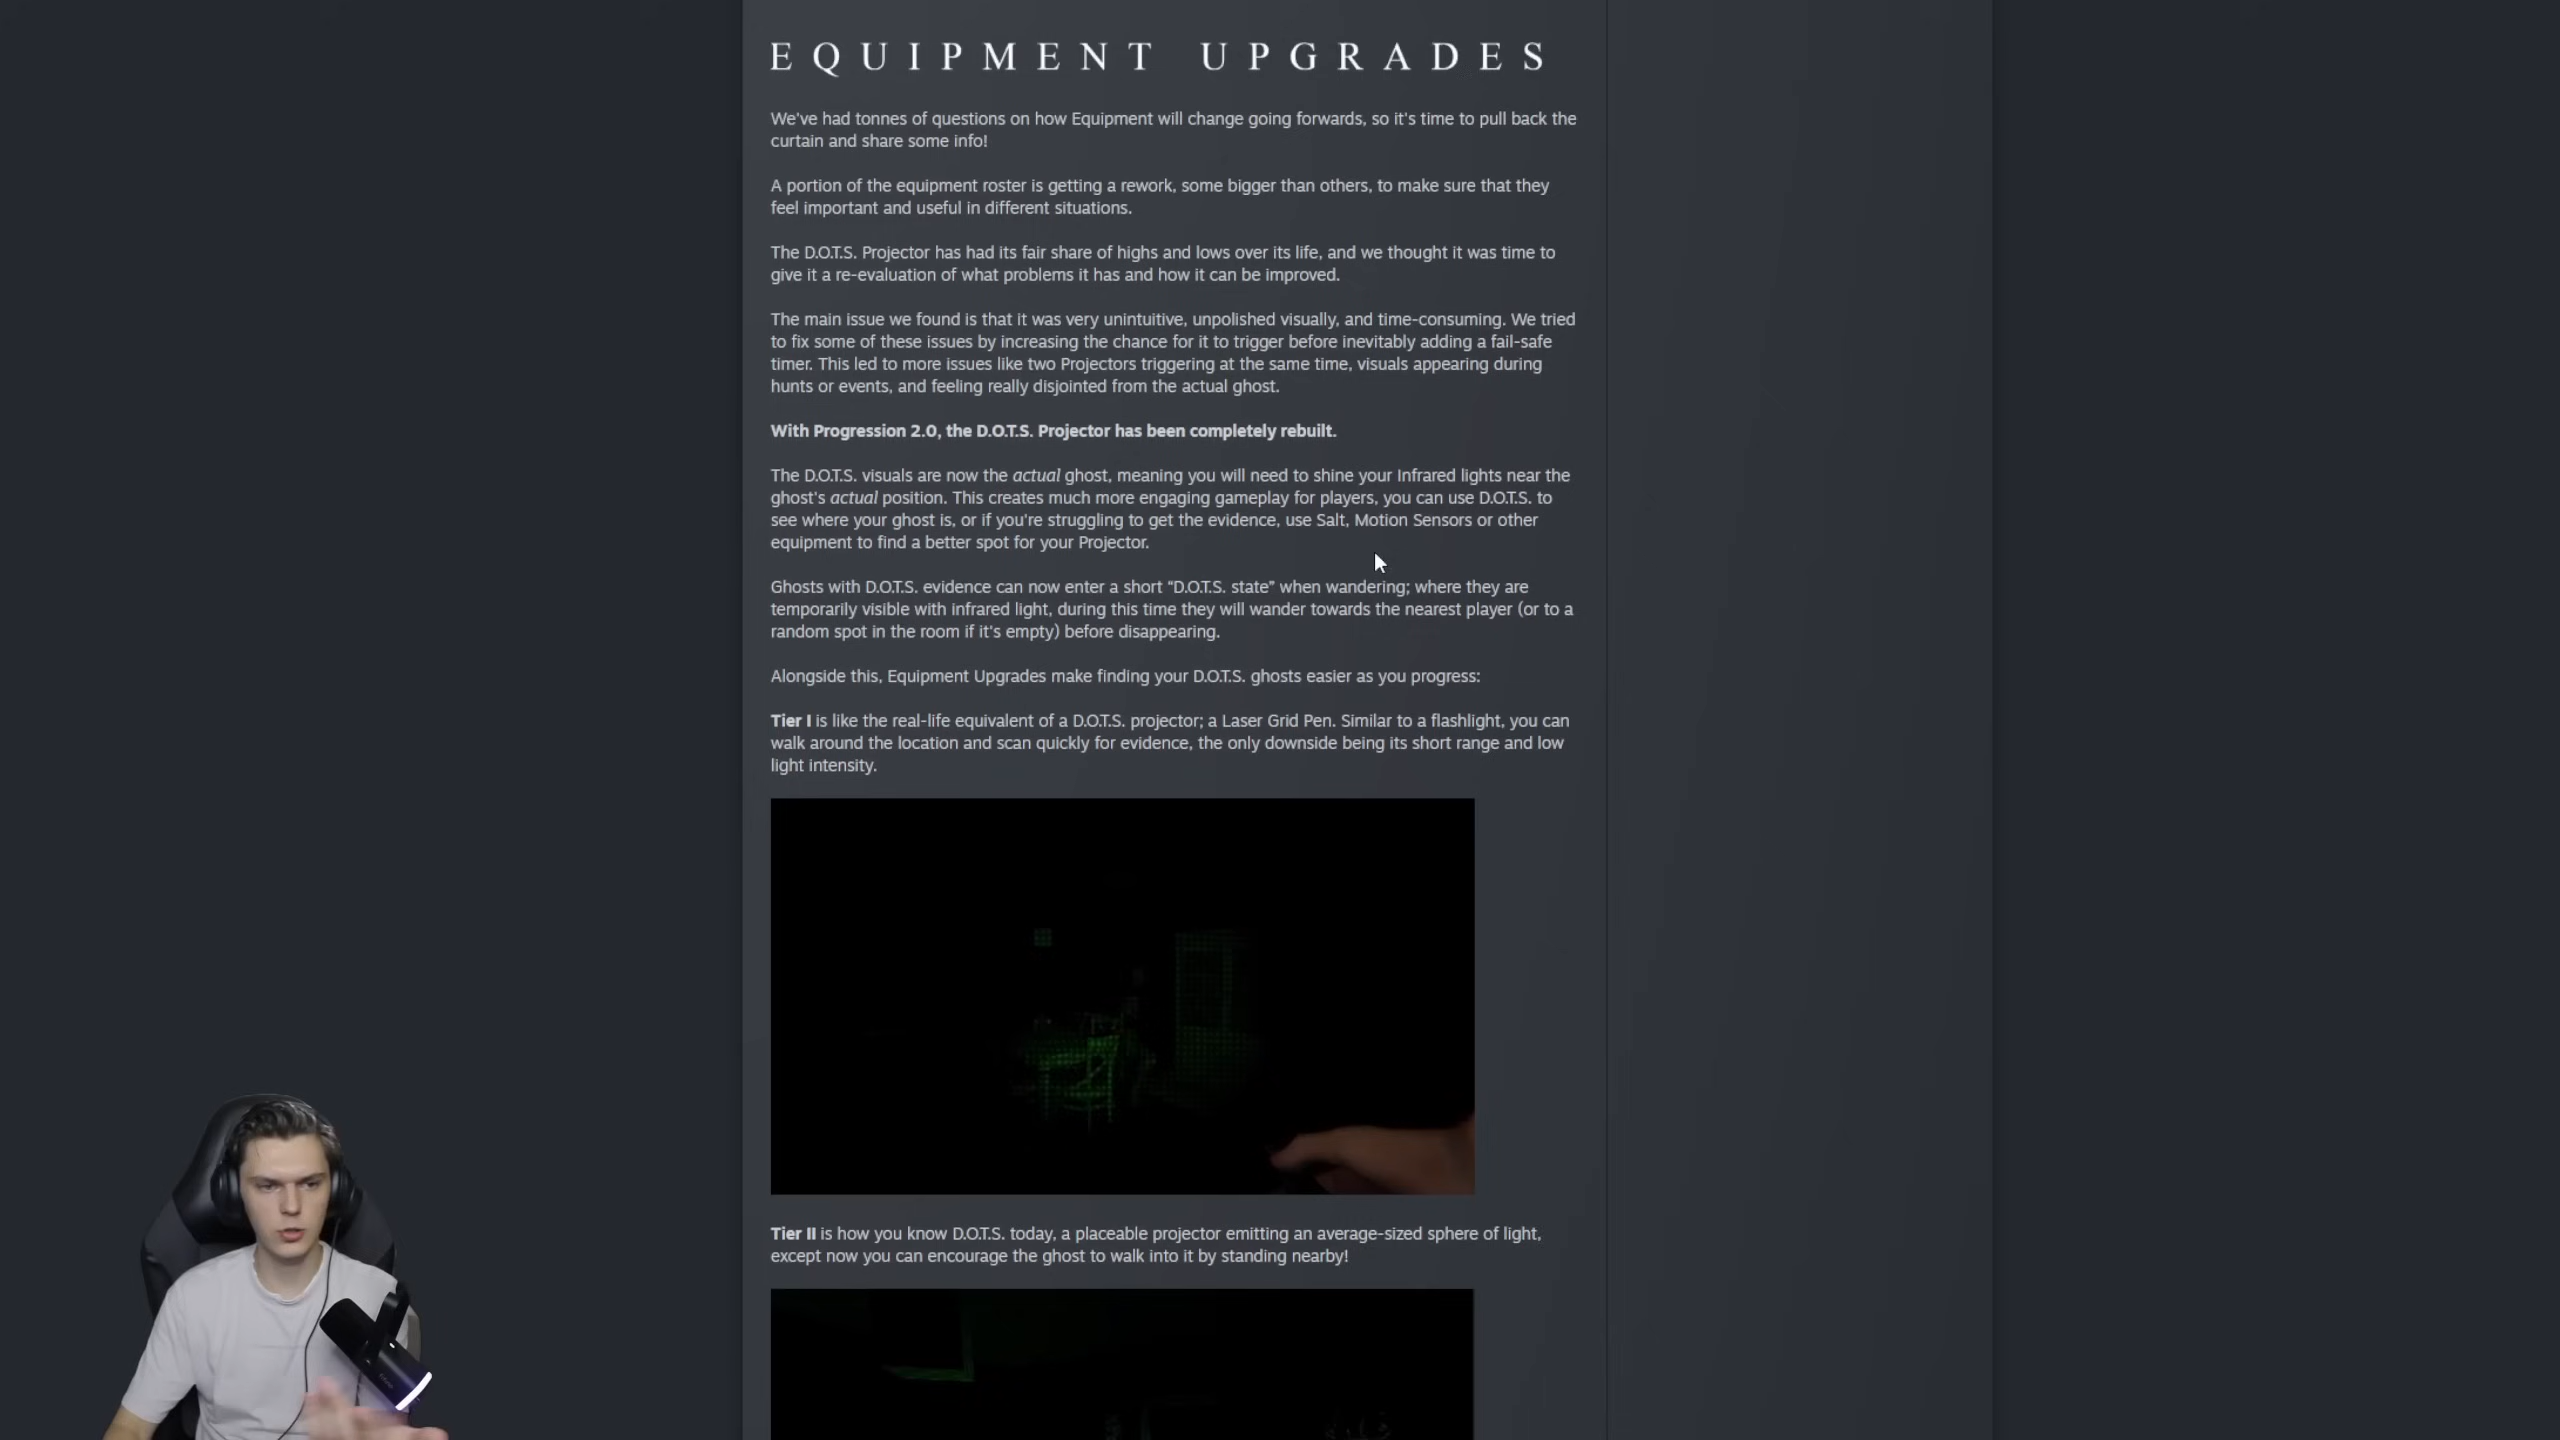 EQUIPMENT UPGRADES
We've had tonnes of questions on how Equipment will change going forwards, so it's time to pull back the
curtain and share some info!
A portion of the equipment roster is getting a rework, some bigger than others, to make sure that they
feel important and useful in different situations.
The D.O.T.S. Projector has had its fair share of highs and lows over its life, and we thought it was time to
give it a re-evaluation of what problems it has and how it can be improved.
The main issue we found is that it was very unintuitive, unpolished visually, and time-consuming. We tried
to fix some of these issues by increasing the chance for it to trigger before inevitably adding a fail-safe
timer. This led to more issues like two Projectors triggering at the same time, visuals appearing during
hunts or events, and feeling really disjointed from the actual ghost.
With Progression 2.0, the D.O.T.S. Projector has been completely rebuilt.
The D.O.T.S. visuals are now the actual ghost, meaning you will need to shine your Infrared lights near the
ghost's actual position. This creates much more engaging gameplay for players, you can use D.O.T.S. to
see where your ghost is, or if you're struggling to get the evidence, use Salt, Motion Sensors or other
equipment to find a better spot for your Projector.
Ghosts with D.O.T.S. evidence can now enter a short “D.O.T.S. state” when wandering; where they are
temporarily visible with infrared light, during this time they will wander towards the nearest player (or to a
random spot in the room if it's empty) before disappearing.
Alongside this, Equipment Upgrades make finding your D.O.T.S. ghosts easier as you progress:
Tier I is like the real-life equivalent of a D.O.T.S. projector; a Laser Grid Pen. Similar to a flashlight, you can
walk around the location and scan quickly for evidence, the only downside being its short range and low
light intensity.
Tier II is how you know D.O.T.S. today, a placeable projector emitting an average-sized sphere of light,
except now you can encourage the ghost to walk into it by standing nearby!